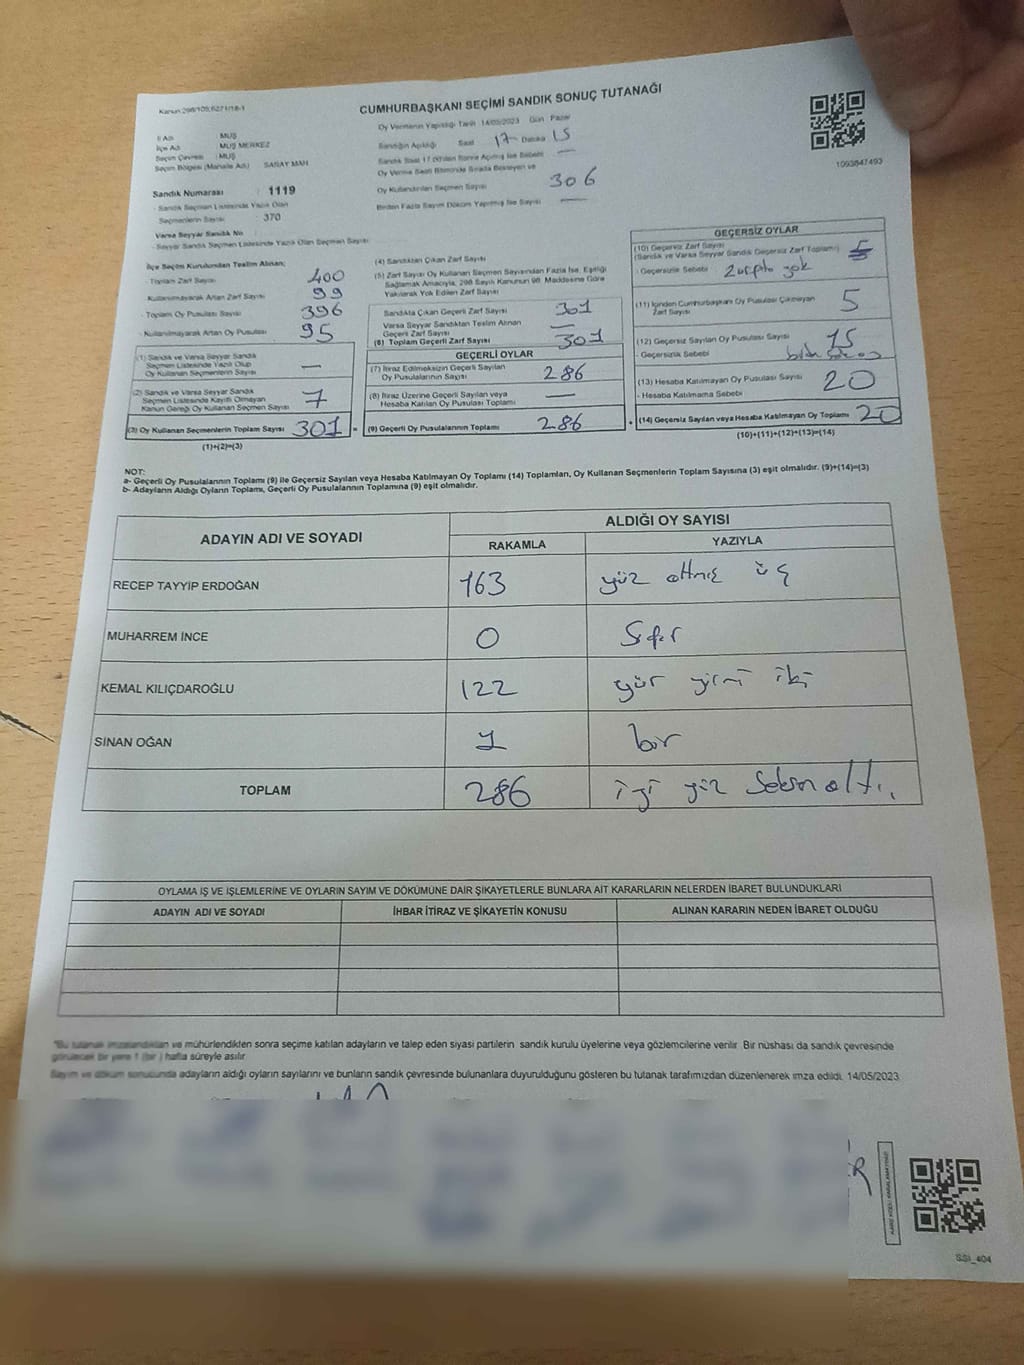 Kanun:298/105;6271/18-1
CUMHURBAŞKANI SEÇİMİ SANDIK SONUÇ TUTANAĞI
İl Adı : MUŞ
İlçe Adı : MUŞ MERKEZ
Seçim Çevresi : MUŞ
Seçim Bölgesi (Mahalle Adı) SARAY MAH
Sandık Numarası : 1119
- Sandık Seçmen Listesinde Yazılı Olan
Seçmenlerin Sayısı : 370
Varsa Seyyar Sandık No
- Seyyar Sandık Seçmen Listesinde Yazılı Olan Seçmen Sayısı
Oy Vermenin Yapıldığı Tarih 14/05/2023 Gün Pazar
Sandığın Açıldığı Saat 17 Dakika 15
Sandık Saat 17.00'den Sonra Açılmış İse Sebebi —
Oy Verme Saati Bitiminde Sırada Bekleyen ve
Oy Kullandırılan Seçmen Sayısı 306
Birden Fazla Sayım Döküm Yapılmış İse Sayısı —
1093847493
İlçe Seçim Kurulundan Teslim Alınan;
- Toplam Zarf Sayısı 400
- Kullanılmayarak Artan Zarf Sayısı 99
- Toplam Oy Pusulası Sayısı 396
- Kullanılmayarak Artan Oy Pusulası 95
(1) Sandık ve Varsa Seyyar Sandık
Seçmen Listesinde Yazılı Olup
Oy Kullanan Seçmenlerin Sayısı —
(2) Sandık ve Varsa Seyyar Sandık
Seçmen Listesinde Kayıtlı Olmayan
Kanun Gereği Oy Kullanan Seçmen Sayısı 7
(3) Oy Kullanan Seçmenlerin Toplam Sayısı 301 =
(1)+(2)=(3)
(4) Sandıktan Çıkan Zarf Sayısı
(5) Zarf Sayısı Oy Kullanan Seçmen Sayısından Fazla İse, Eşitliği
Sağlamak Amacıyla, 298 Sayılı Kanunun 98. Maddesine Göre
Yakılarak Yok Edilen Zarf Sayısı
Sandıkta Çıkan Geçerli Zarf Sayısı 301
Varsa Seyyar Sandıktan Teslim Alınan
Geçerli Zarf Sayısı —
(6) Toplam Geçerli Zarf Sayısı 301
GEÇERLİ OYLAR
(7) İtiraz Edilmeksizin Geçerli Sayılan
Oy Pusulalarının Sayısı 286
(8) İtiraz Üzerine Geçerli Sayılan veya
Hesaba Katılan Oy Pusulası Toplamı —
(9) Geçerli Oy Pusulalarının Toplamı 286 +
GEÇERSİZ OYLAR
(10) Geçersiz Zarf Sayısı
(Sandık ve Varsa Seyyar Sandık Geçersiz Zarf Toplamı) 5
- Geçersizlik Sebebi
(11) İçinden Cumhurbaşkanı Oy Pusulası Çıkmayan
Zarf Sayısı 5
(12) Geçersiz Sayılan Oy Pusulası Sayısı 15
- Geçersizlik Sebebi
(13) Hesaba Katılmayan Oy Pusulası Sayısı 20
- Hesaba Katılmama Sebebi
(14) Geçersiz Sayılan veya Hesaba Katılmayan Oy Toplamı 20
(10)+(11)+(12)+(13)=(14)
NOT:
a- Geçerli Oy Pusulalarının Toplamı (9) ile Geçersiz Sayılan veya Hesaba Katılmayan Oy Toplamı (14) Toplamları, Oy Kullanan Seçmenlerin Toplam Sayısına (3) eşit olmalıdır. (9)+(14)=(3)
b- Adayların Aldığı Oyların Toplamı, Geçerli Oy Pusulalarının Toplamına (9) eşit olmalıdır.
ADAYIN ADI VE SOYADI
ALDIĞI OY SAYISI
RAKAMLA YAZIYLA
RECEP TAYYİP ERDOĞAN 163 yüz altmış üç
MUHARREM İNCE 0 Sıfır
KEMAL KILIÇDAROĞLU 122 yüz yirmi iki
SİNAN OĞAN 1 bir
TOPLAM 286 iki yüz seksen altı
OYLAMA İŞ VE İŞLEMLERİNE VE OYLARIN SAYIM VE DÖKÜMÜNE DAİR ŞİKAYETLERLE BUNLARA AİT KARARLARIN NELERDEN İBARET BULUNDUKLARI
ADAYIN ADI VE SOYADI İHBAR İTİRAZ VE ŞİKAYETİN KONUSU ALINAN KARARIN NEDEN İBARET OLDUĞU
*Bu tutanak imzalandıktan ve mühürlendikten sonra seçime katılan adayların ve talep eden siyasi partilerin sandık kurulu üyelerine veya gözlemcilerine verilir. Bir nüshası da sandık çevresinde
görülecek bir yere 1 (bir) hafta süreyle asılır.
Sayım ve döküm sonucunda adayların aldığı oyların sayılarını ve bunların sandık çevresinde bulunanlara duyurulduğunu gösteren bu tutanak tarafımızdan düzenlenerek imza edildi. 14/05/2023
SSI_404